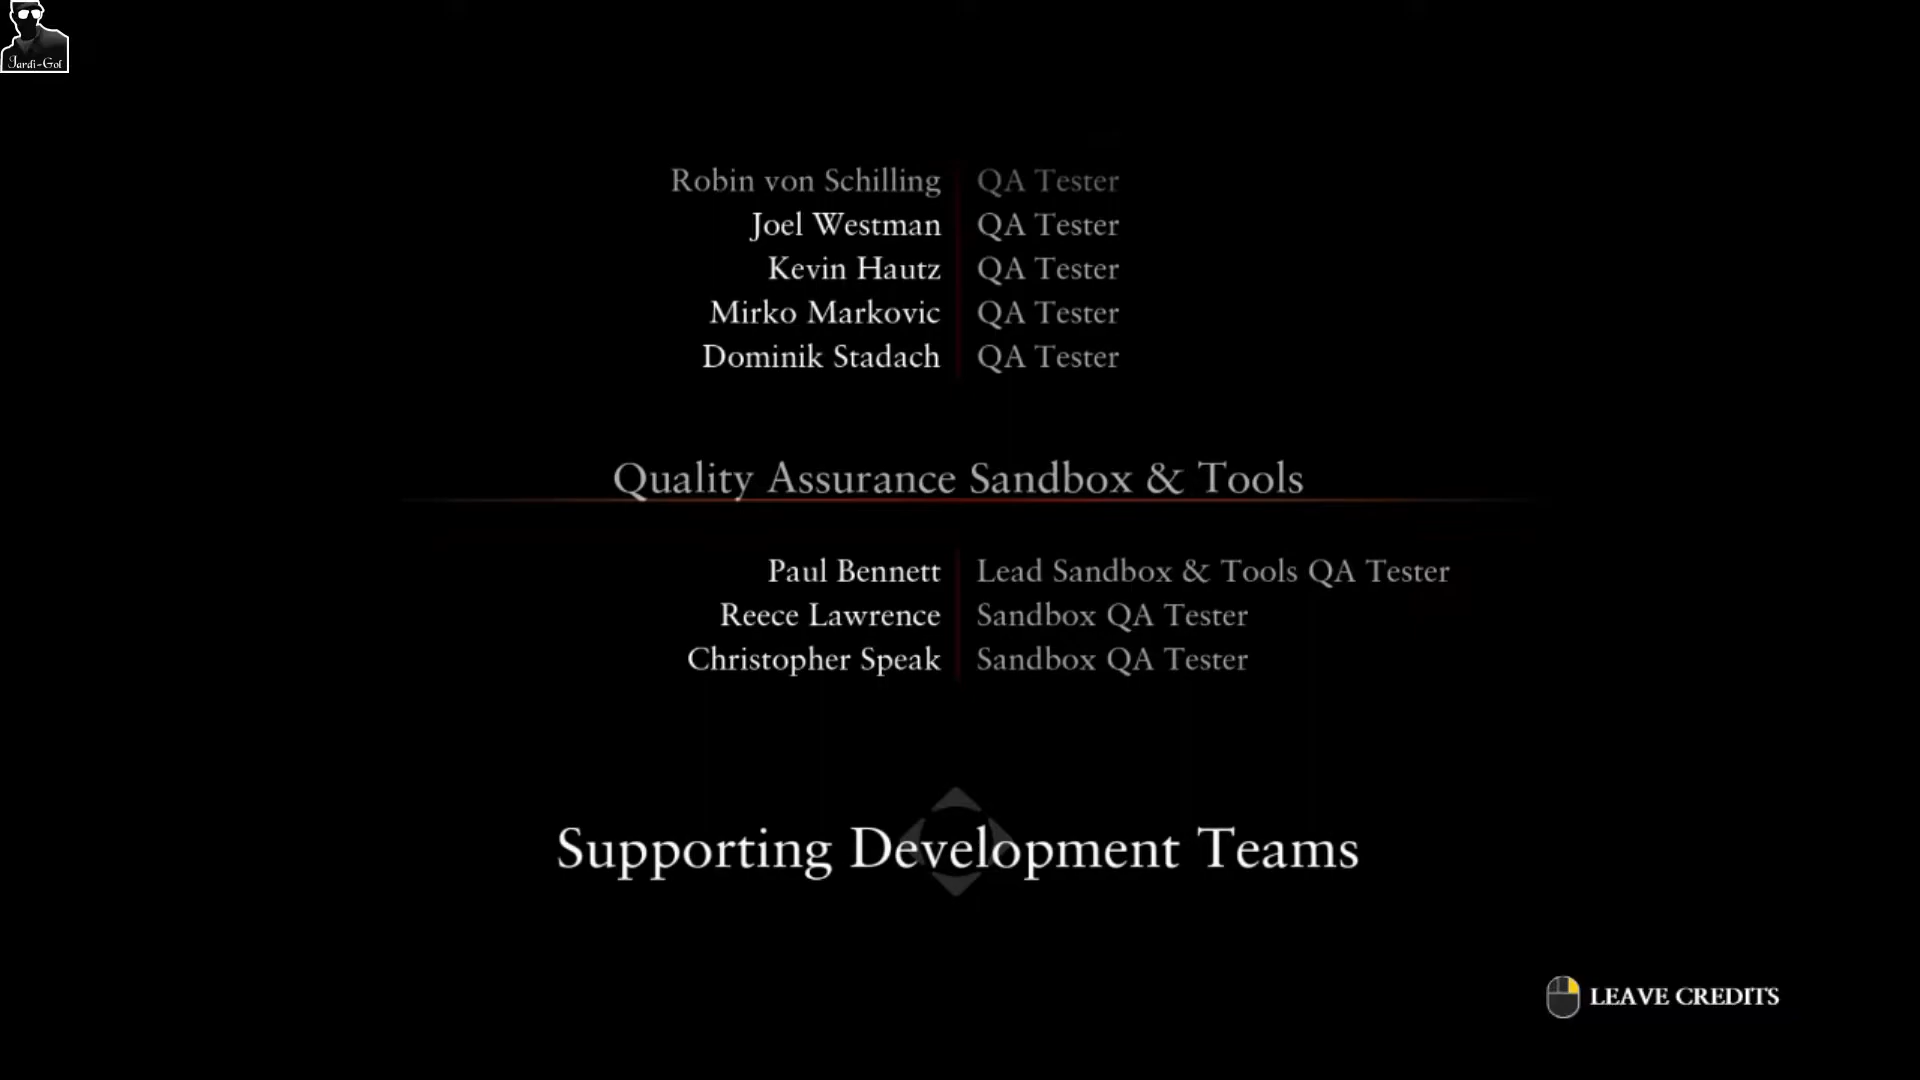 Jardi-Gol
Robin von Schilling QA Tester
Joel Westman QA Tester
Kevin Hautz QA Tester
Mirko Markovic QA Tester
Dominik Stadach QA Tester
Quality Assurance Sandbox & Tools
Paul Bennett Lead Sandbox & Tools QA Tester
Reece Lawrence Sandbox QA Tester
Christopher Speak Sandbox QA Tester
Supporting Development Teams
LEAVE CREDITS